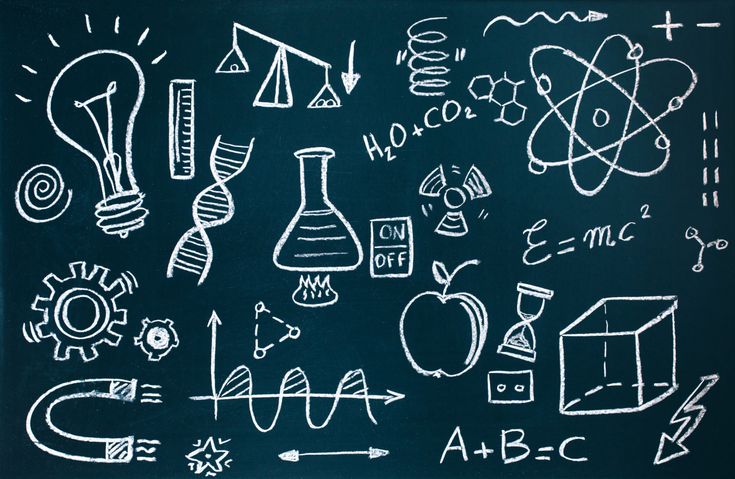 + −
H₂O+CO₂
ON
OFF
E=mc²
A+B=C